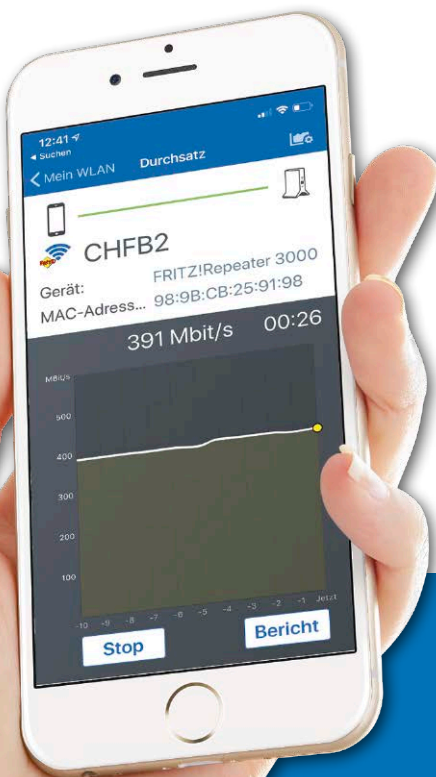 12:41
Suchen
Mein WLAN Durchsatz
FRITZ!
CHFB2
Gerät: FRITZ!Repeater 3000
MAC-Adress... 98:9B:CB:25:91:98
391 Mbit/s 00:26
MBit/s
500
400
300
200
100
-10 -9 -8 -7 -6 -5 -4 -3 -2 -1 Jetzt
Stop Bericht